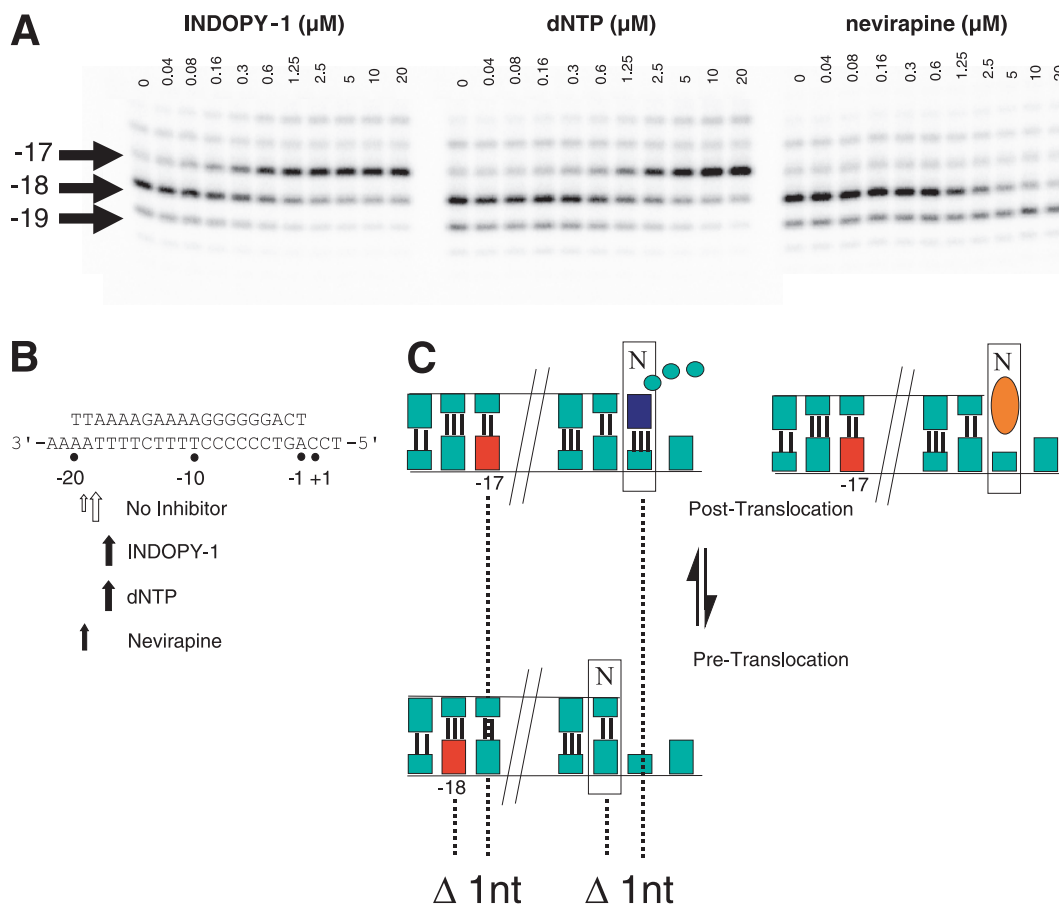 A
INDOPY-1 (µM)
dNTP (µM)
nevirapine (µM)
0 0.04 0.08 0.16 0.3 0.6 1.25 2.5 5 10 20
0 0.04 0.08 0.16 0.3 0.6 1.25 2.5 5 10 20
0 0.04 0.08 0.16 0.3 0.6 1.25 2.5 5 10 20
-17
-18
-19
B
TTAAAAGAAAAGGGGGGACT
3'-AAAATTTTCTTTTCCCCCCTGACCT-5'
-20 -10 -1 +1
No Inhibitor
INDOPY-1
dNTP
Nevirapine
C
N
N
-17
-17
Post-Translocation
Pre-Translocation
N
-18
Δ 1nt Δ 1nt